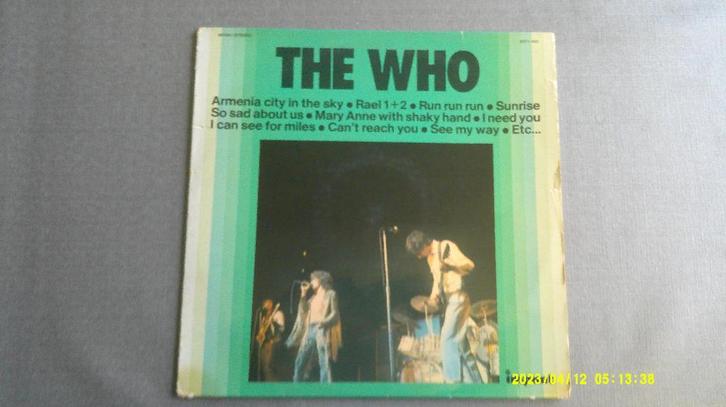 THE WHO
Armenia city in the sky • Rael 1+2 • Run run run • Sunrise
So sad about us • Mary Anne with shaky hand • I need you
I can see for miles • Can't reach you • See my way • Etc...
2023/04/12 05:13:38